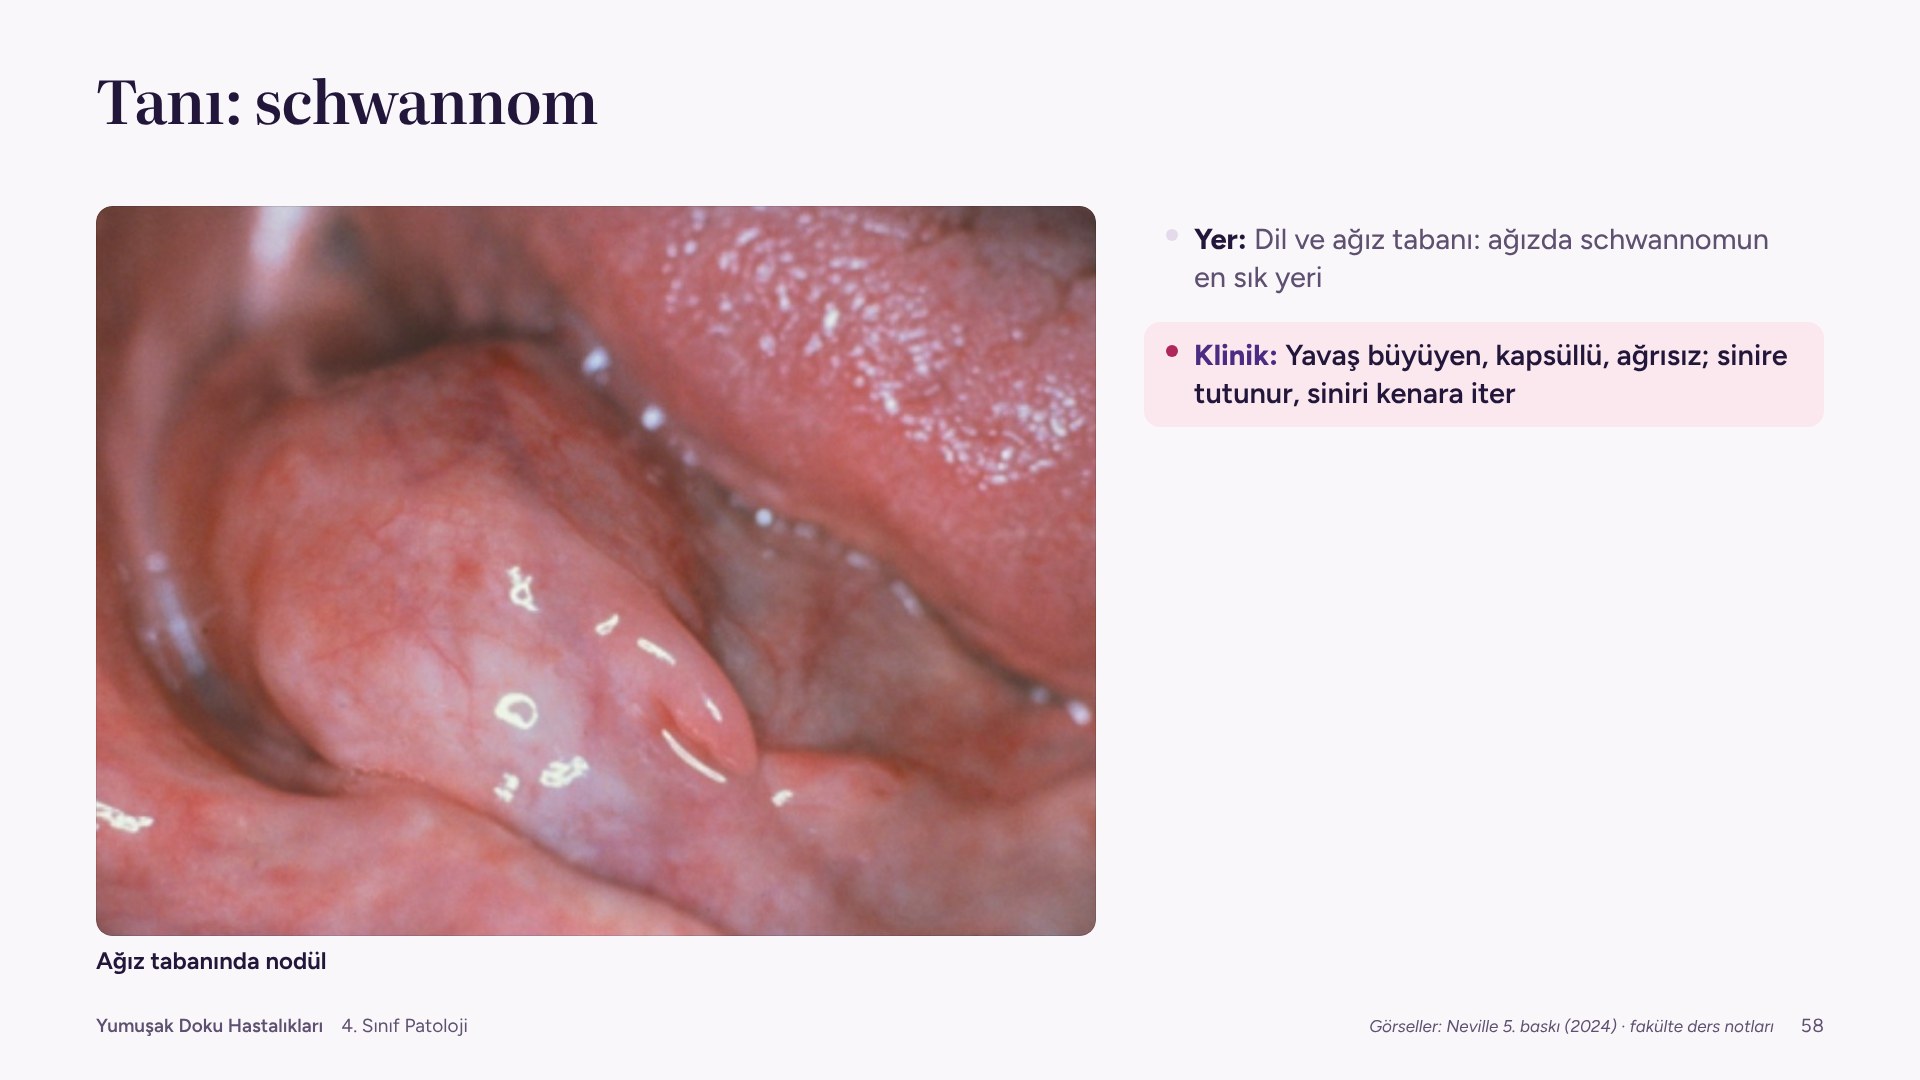 Tanı: schwannom
Yer: Dil ve ağız tabanı: ağızda schwannomun
en sık yeri
Klinik: Yavaş büyüyen, kapsüllü, ağrısız; sinire
tutunur, siniri kenara iter
Ağız tabanında nodül
Yumuşak Doku Hastalıkları 4. Sınıf Patoloji
Görseller: Neville 5. baskı (2024) · fakülte ders notları 58